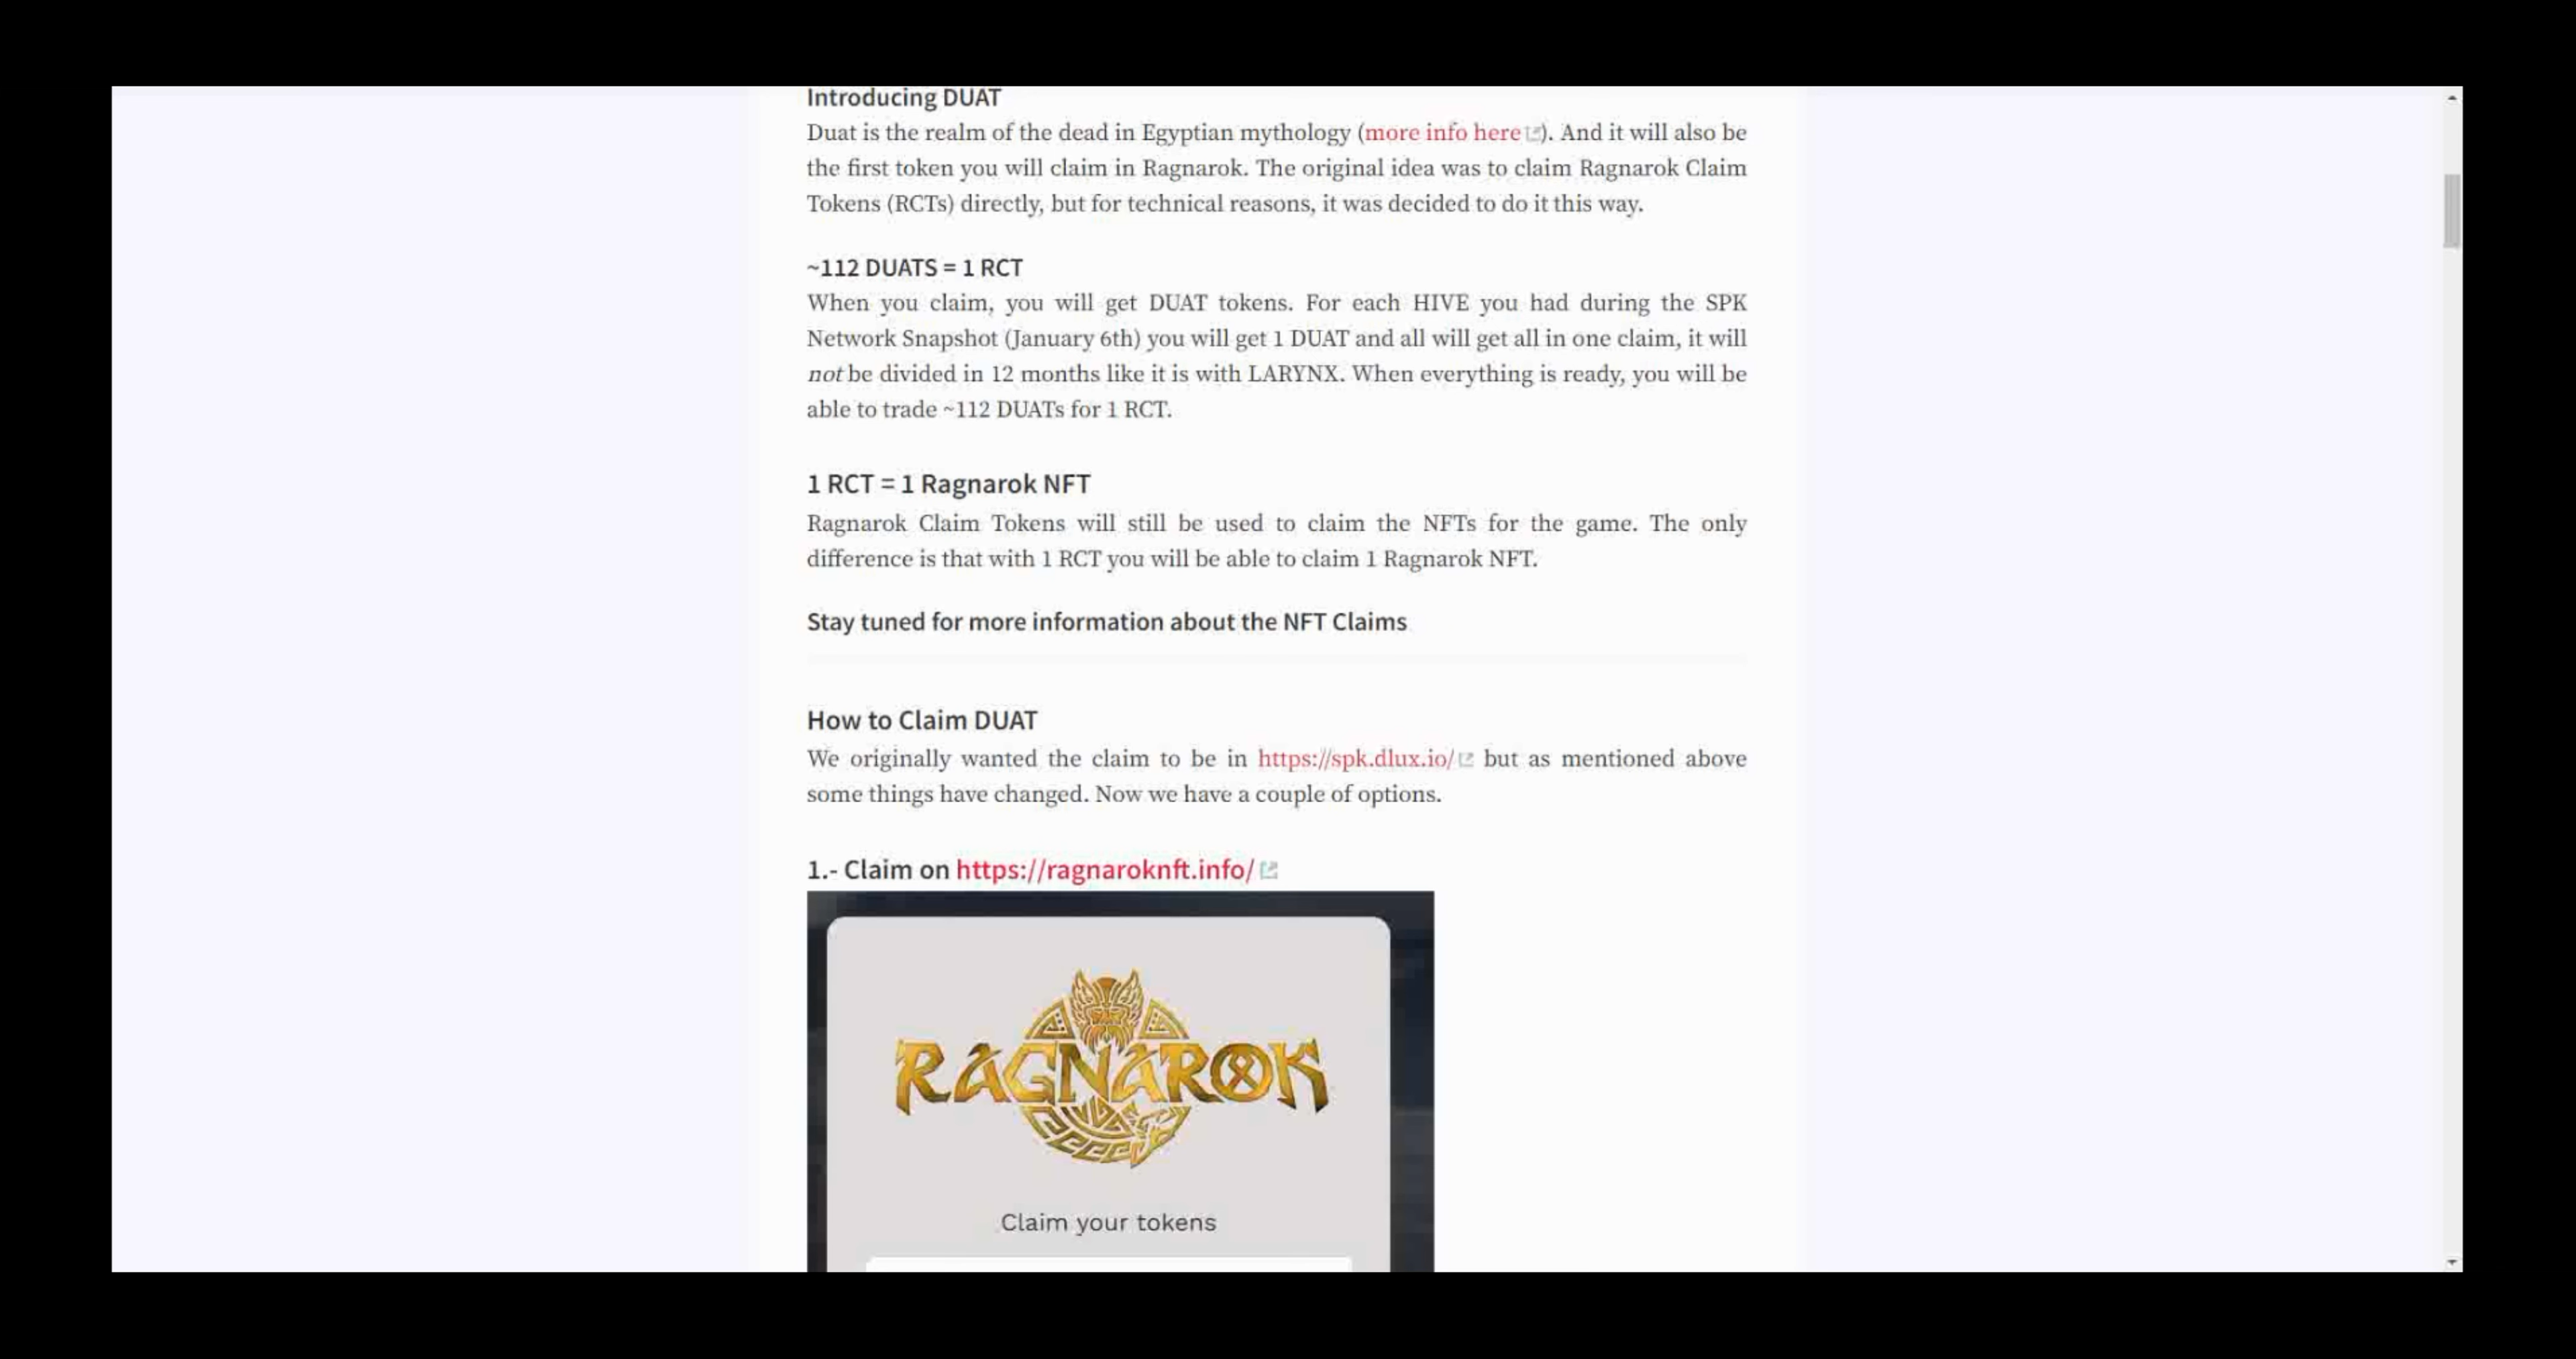 Introducing DUAT
Duat is the realm of the dead in Egyptian mythology (more info here). And it will also be
the first token you will claim in Ragnarok. The original idea was to claim Ragnarok Claim
Tokens (RCTs) directly, but for technical reasons, it was decided to do it this way.
~112 DUATS = 1 RCT
When you claim, you will get DUAT tokens. For each HIVE you had during the SPK
Network Snapshot (January 6th) you will get 1 DUAT and all will get all in one claim, it will
not be divided in 12 months like it is with LARYNX. When everything is ready, you will be
able to trade ~112 DUATs for 1 RCT.
1 RCT = 1 Ragnarok NFT
Ragnarok Claim Tokens will still be used to claim the NFTs for the game. The only
difference is that with 1 RCT you will be able to claim 1 Ragnarok NFT.
Stay tuned for more information about the NFT Claims
How to Claim DUAT
We originally wanted the claim to be in https://spk.dlux.io/ but as mentioned above
some things have changed. Now we have a couple of options.
1.- Claim on https://ragnaroknft.info/
RAGNAROK
Claim your tokens